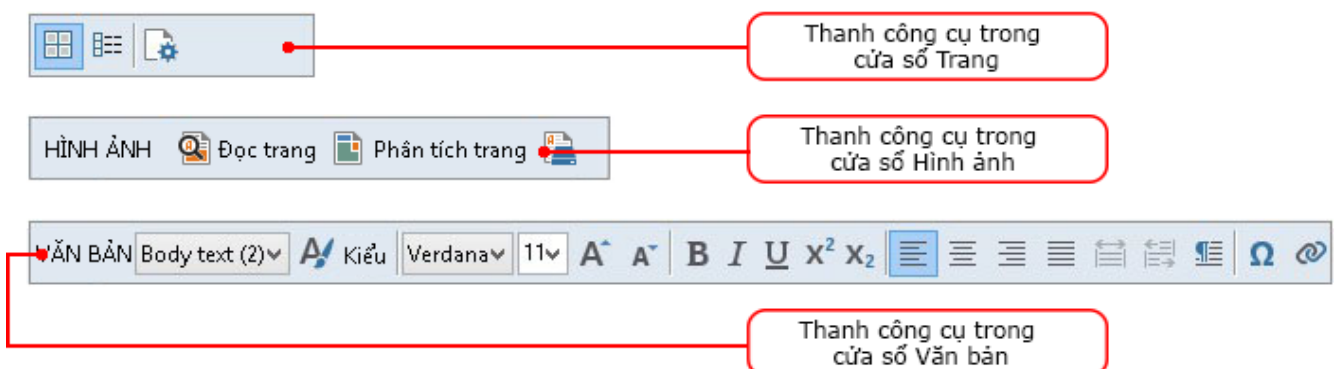 Thanh công cụ trong
cửa sổ Trang
HÌNH ẢNH Đọc trang Phân tích trang
Thanh công cụ trong
cửa sổ Hình ảnh
VĂN BẢN Body text (2) Kiểu Verdana 11 A A B I U X² X₂ Ω
Thanh công cụ trong
cửa sổ Văn bản